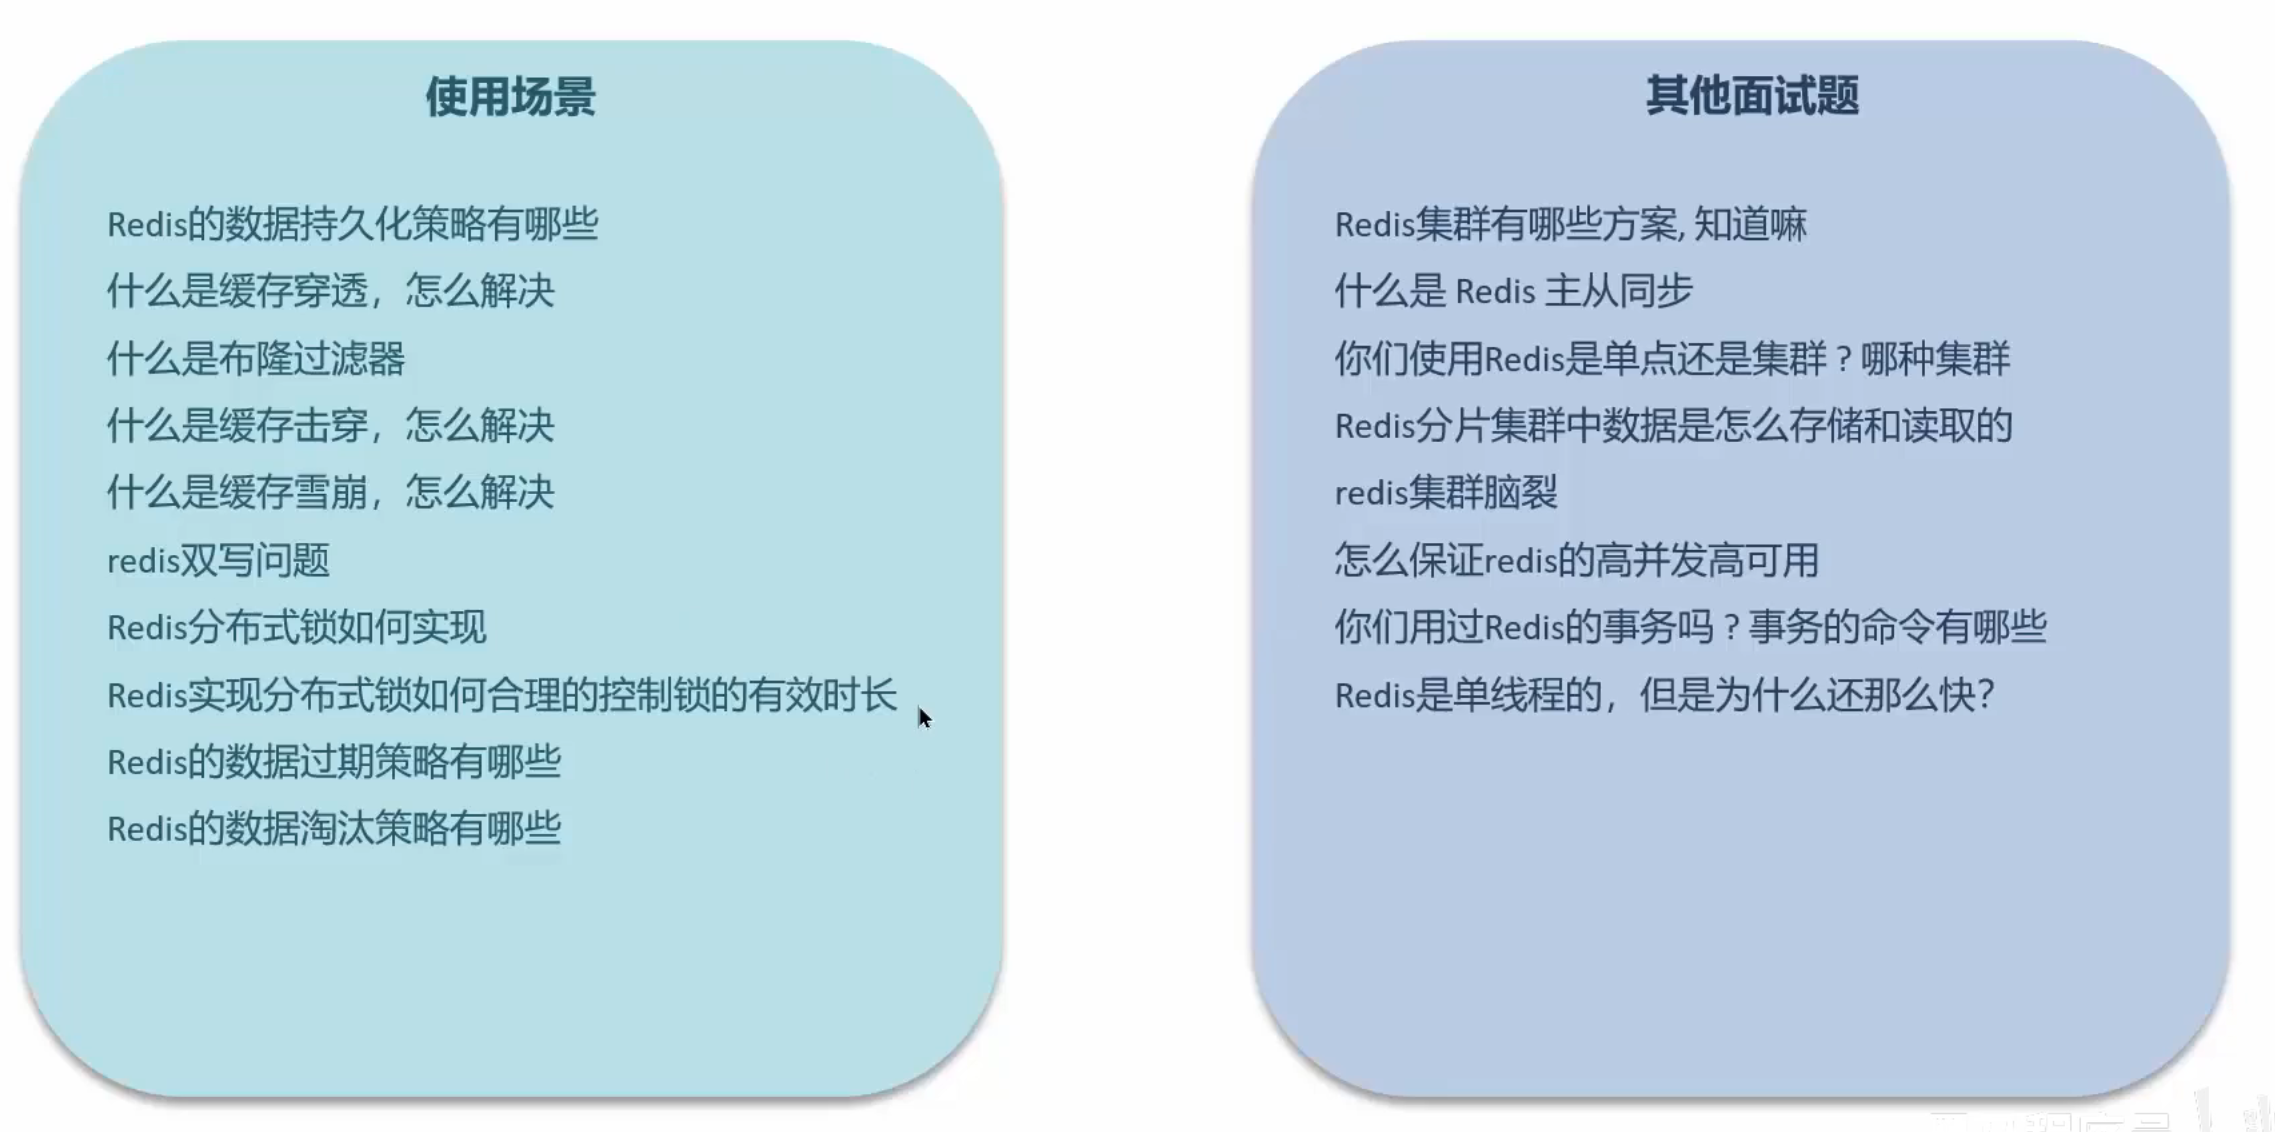 使用场景
Redis的数据持久化策略有哪些
什么是缓存穿透，怎么解决
什么是布隆过滤器
什么是缓存击穿，怎么解决
什么是缓存雪崩，怎么解决
redis双写问题
Redis分布式锁如何实现
Redis实现分布式锁如何合理的控制锁的有效时长
Redis的数据过期策略有哪些
Redis的数据淘汰策略有哪些
其他面试题
Redis集群有哪些方案, 知道嘛
什么是 Redis 主从同步
你们使用Redis是单点还是集群 ? 哪种集群
Redis分片集群中数据是怎么存储和读取的
redis集群脑裂
怎么保证redis的高并发高可用
你们用过Redis的事务吗 ? 事务的命令有哪些
Redis是单线程的，但是为什么还那么快?